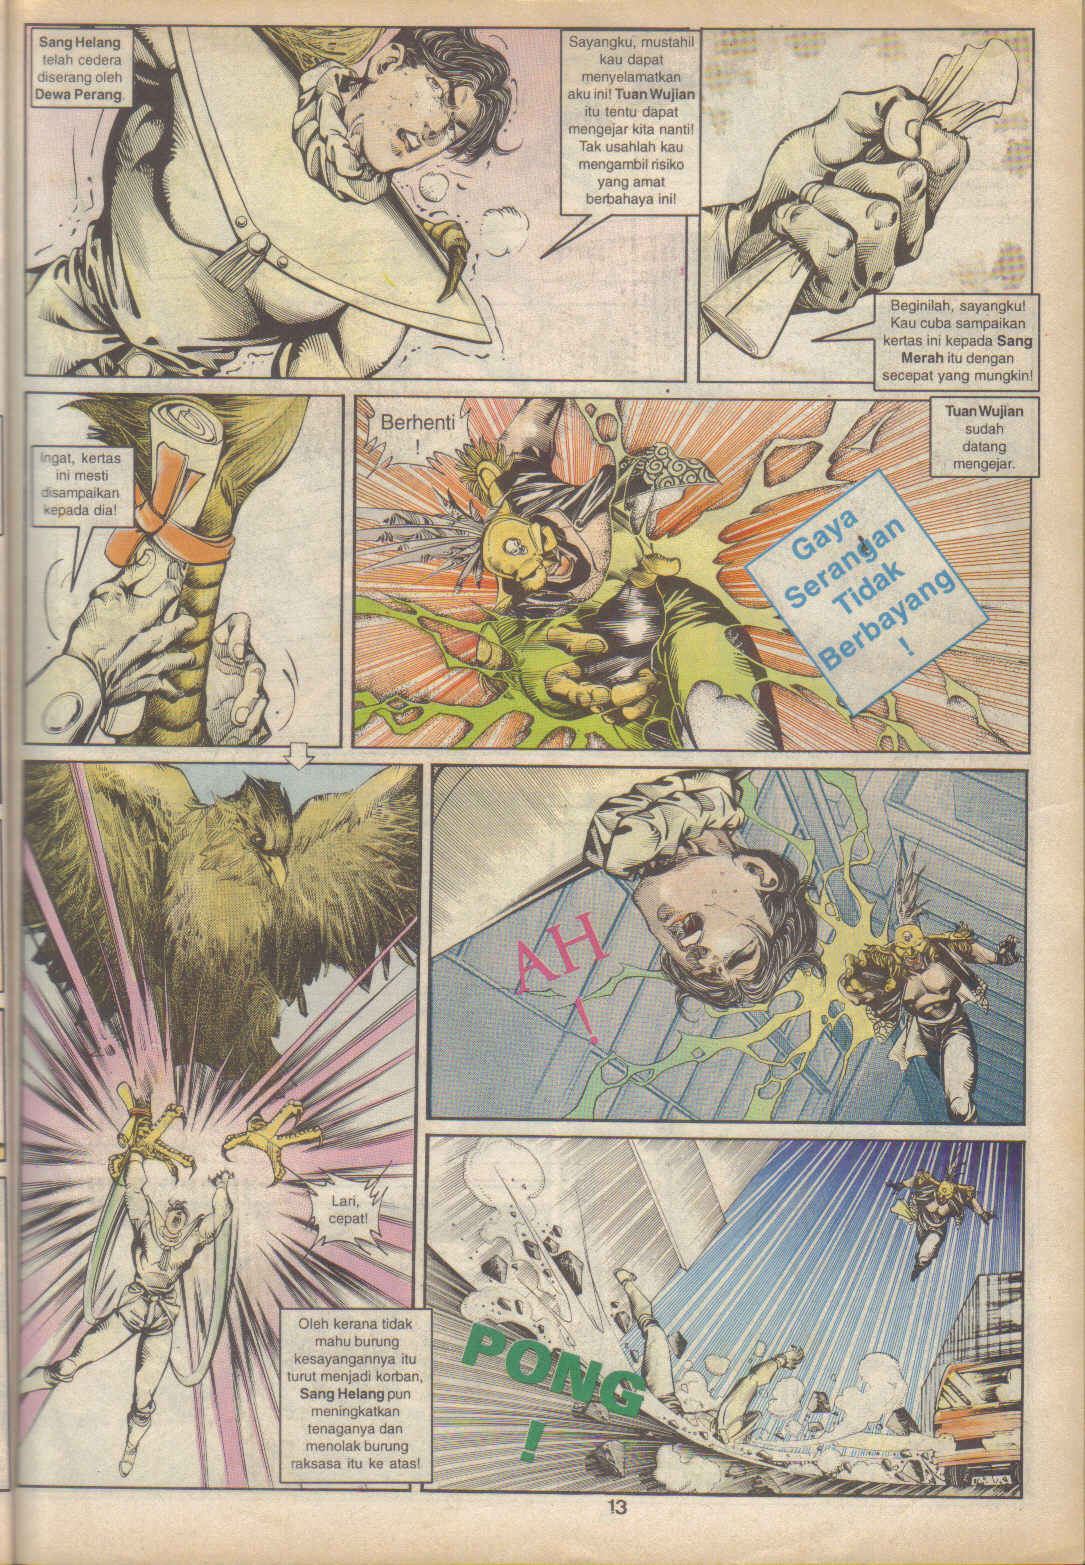 Sang Helang
telah cedera
diserang oleh
Dewa Perang.
Sayangku, mustahil
kau dapat
menyelamatkan
aku ini! Tuan Wujian
itu tentu dapat
mengejar kita nanti!
Tak usahlah kau
mengambil risiko
yang amat
berbahaya ini!
Beginilah, sayangku!
Kau cuba sampaikan
kertas ini kepada Sang
Merah itu dengan
secepat yang mungkin!
Ingat, kertas
ini mesti
disampaikan
kepada dia!
Berhenti
!
Tuan Wujian
sudah
datang
mengejar.
Gaya
Serangan
Tidak
Berbayang
!
Lari,
cepat!
Oleh kerana tidak
mahu burung
kesayangannya itu
turut menjadi korban,
Sang Helang pun
meningkatkan
tenaganya dan
menolak burung
raksasa itu ke atas!
AH
!
PONG
!
13